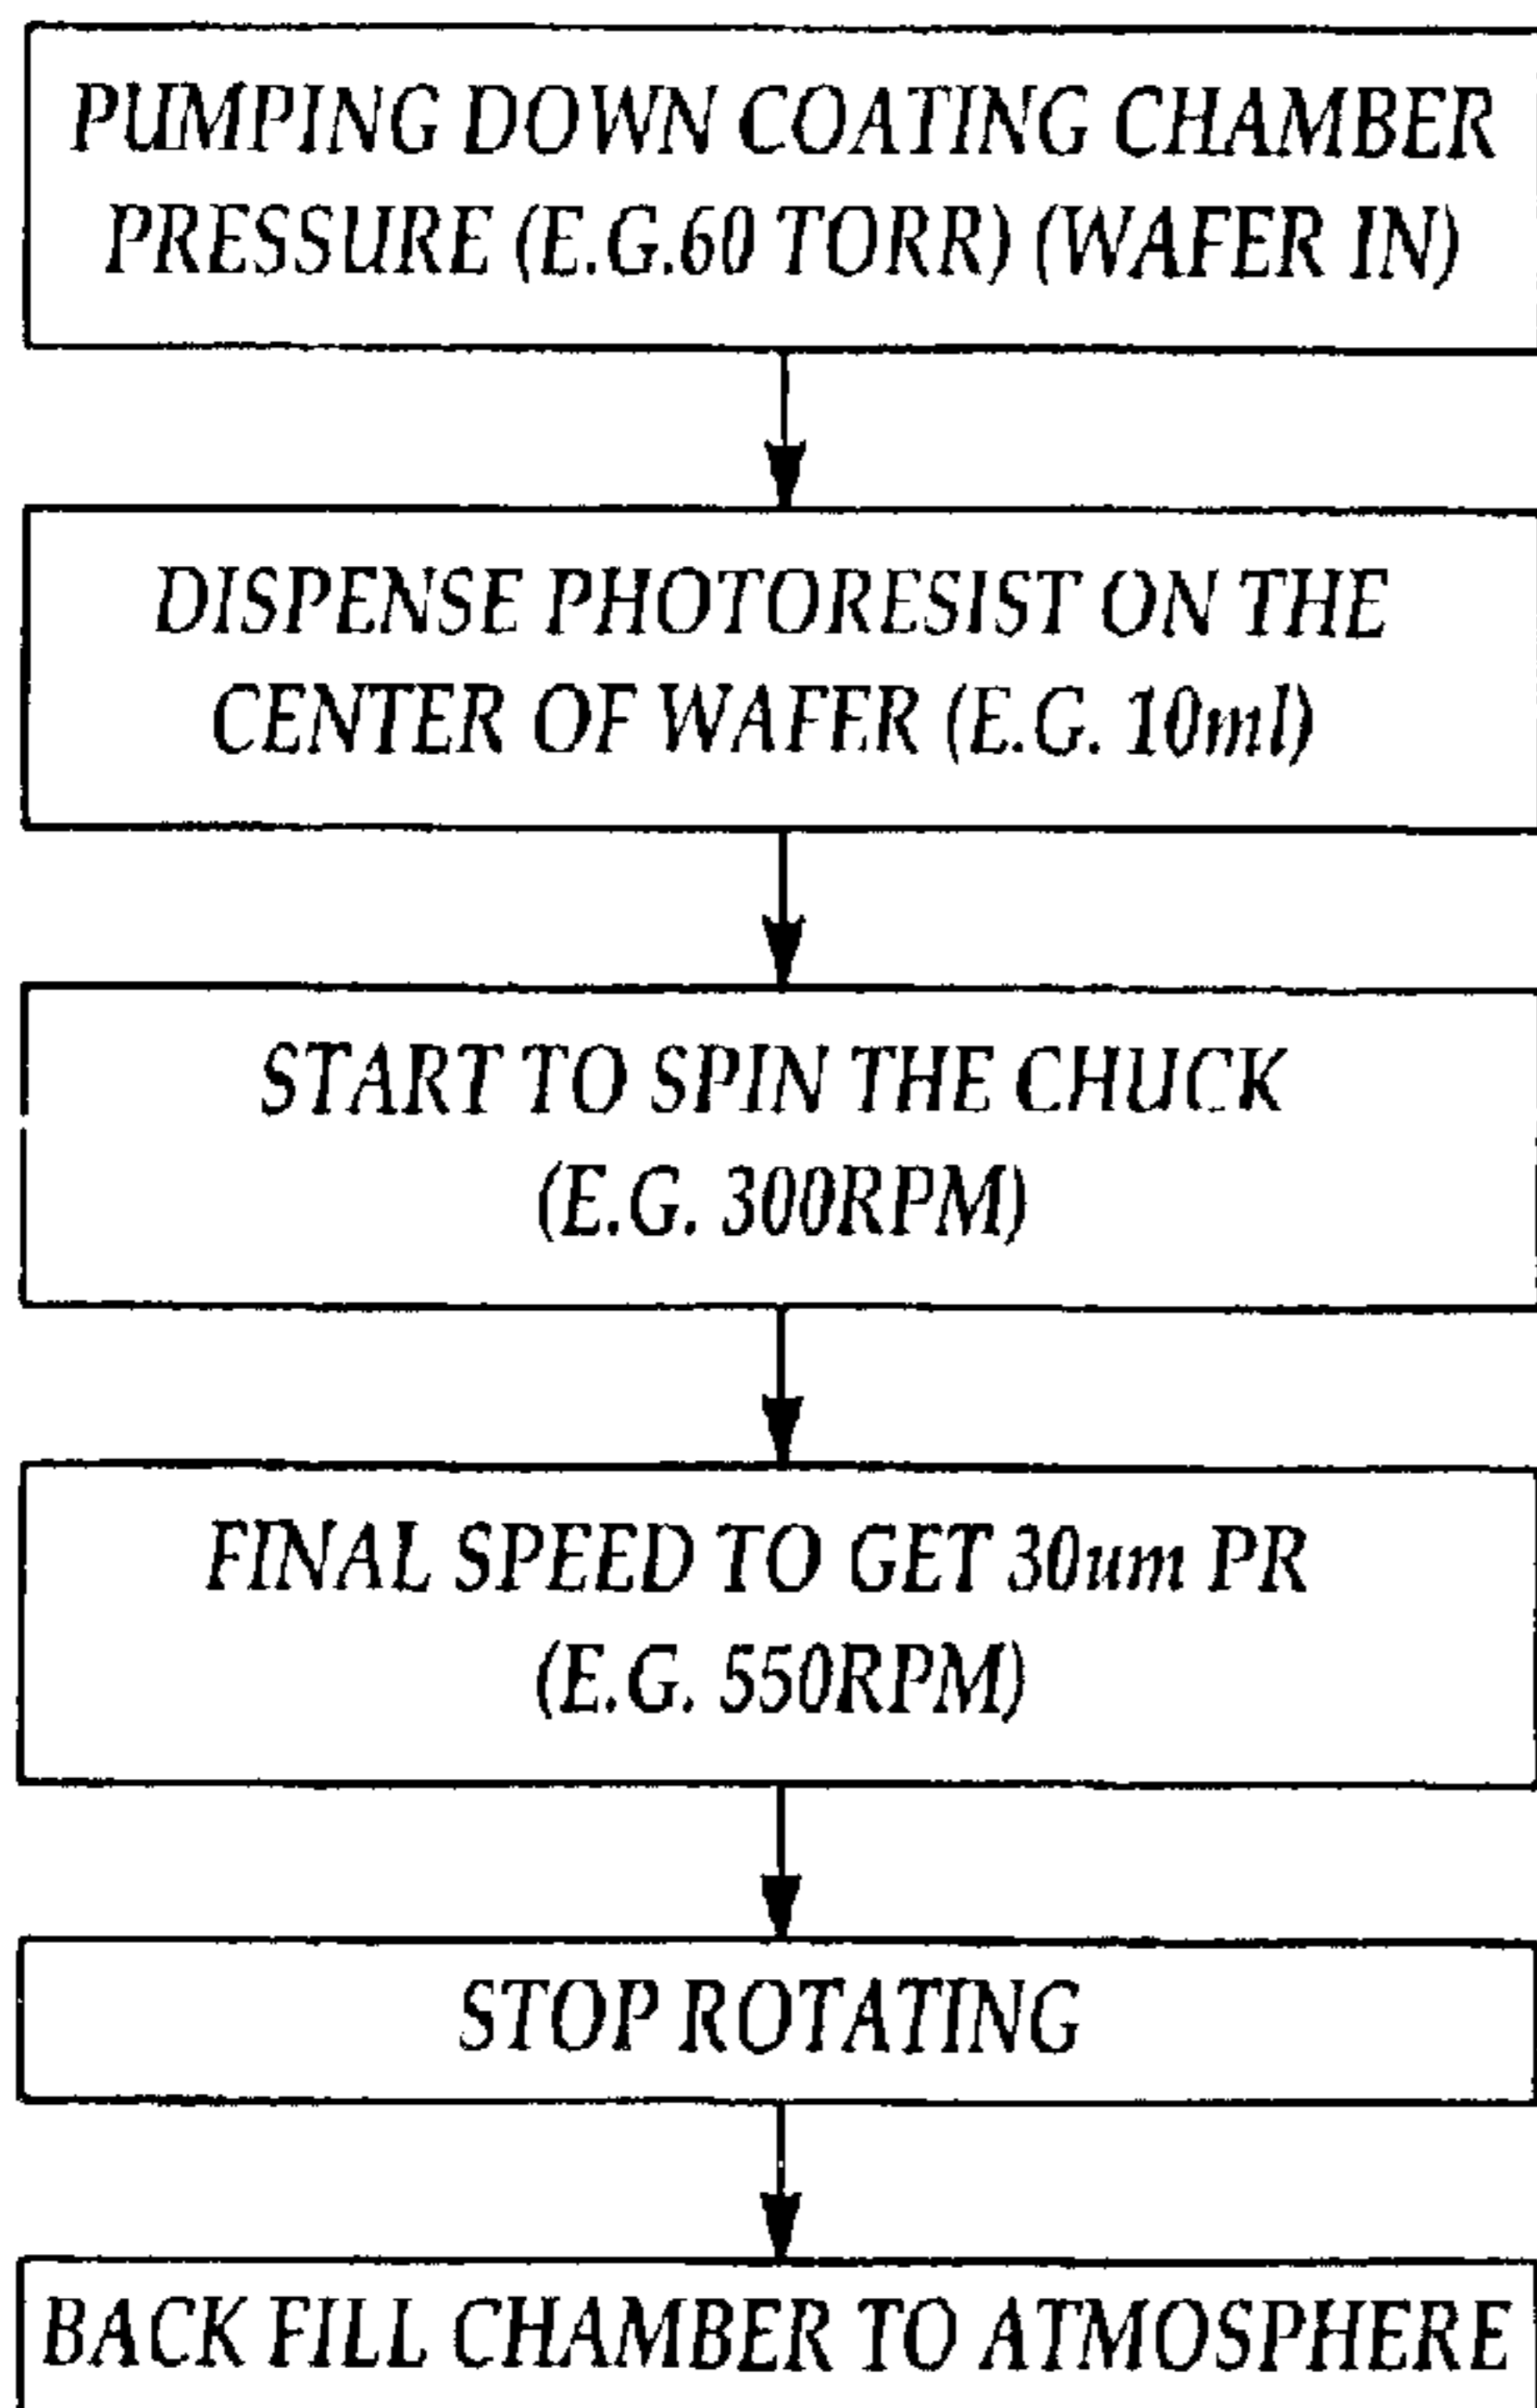 PUMPING DOWN COATING CHAMBER
PRESSURE (E.G.60 TORR) (WAFER IN)
DISPENSE PHOTORESIST ON THE
CENTER OF WAFER (E.G. 10ml)
START TO SPIN THE CHUCK
(E.G. 300RPM)
FINAL SPEED TO GET 30um PR
(E.G. 550RPM)
STOP ROTATING
BACK FILL CHAMBER TO ATMOSPHERE